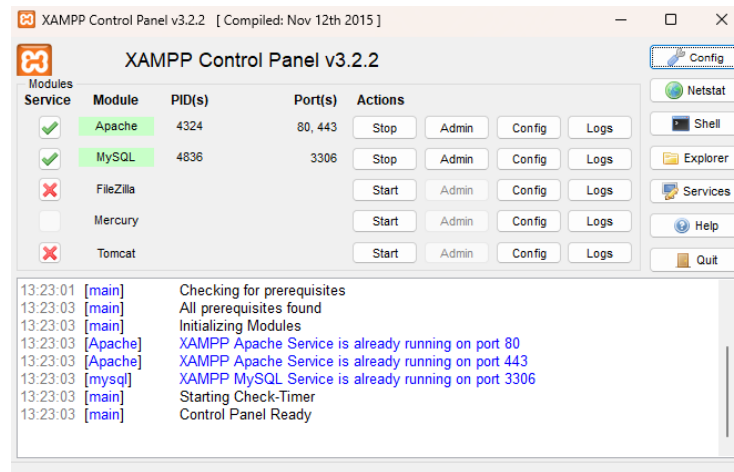 XAMPP Control Panel v3.2.2 [ Compiled: Nov 12th 2015 ]
XAMPP Control Panel v3.2.2
Config
Modules
Service Module PID(s) Port(s) Actions
Netstat
Apache 4324 80, 443 Stop Admin Config Logs
Shell
MySQL 4836 3306 Stop Admin Config Logs
Explorer
FileZilla Start Admin Config Logs
Services
Mercury Start Admin Config Logs
Help
Tomcat Start Admin Config Logs
Quit
13:23:01 [main] Checking for prerequisites
13:23:03 [main] All prerequisites found
13:23:03 [main] Initializing Modules
13:23:03 [Apache] XAMPP Apache Service is already running on port 80
13:23:03 [Apache] XAMPP Apache Service is already running on port 443
13:23:03 [mysql] XAMPP MySQL Service is already running on port 3306
13:23:03 [main] Starting Check-Timer
13:23:03 [main] Control Panel Ready